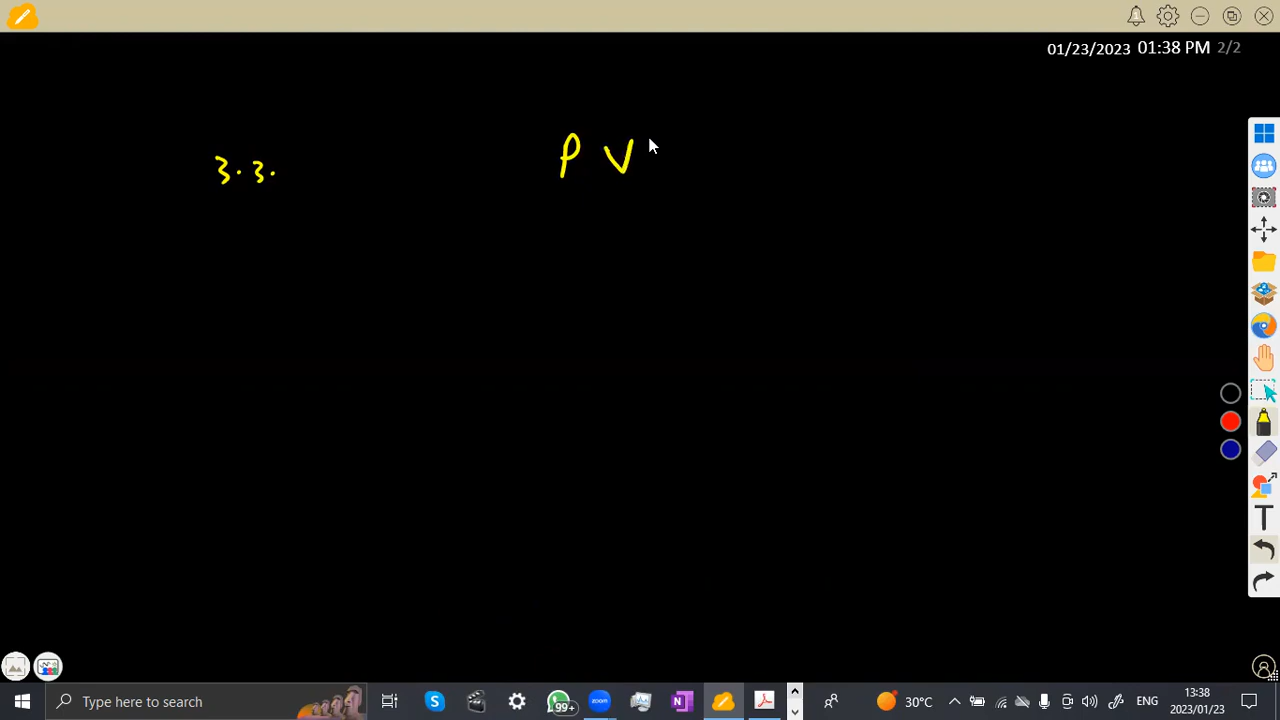 01/23/2023 01:38 PM 2/2
3.3. P V
T
99+
Type here to search
30°C
ENG
13:38
2023/01/23